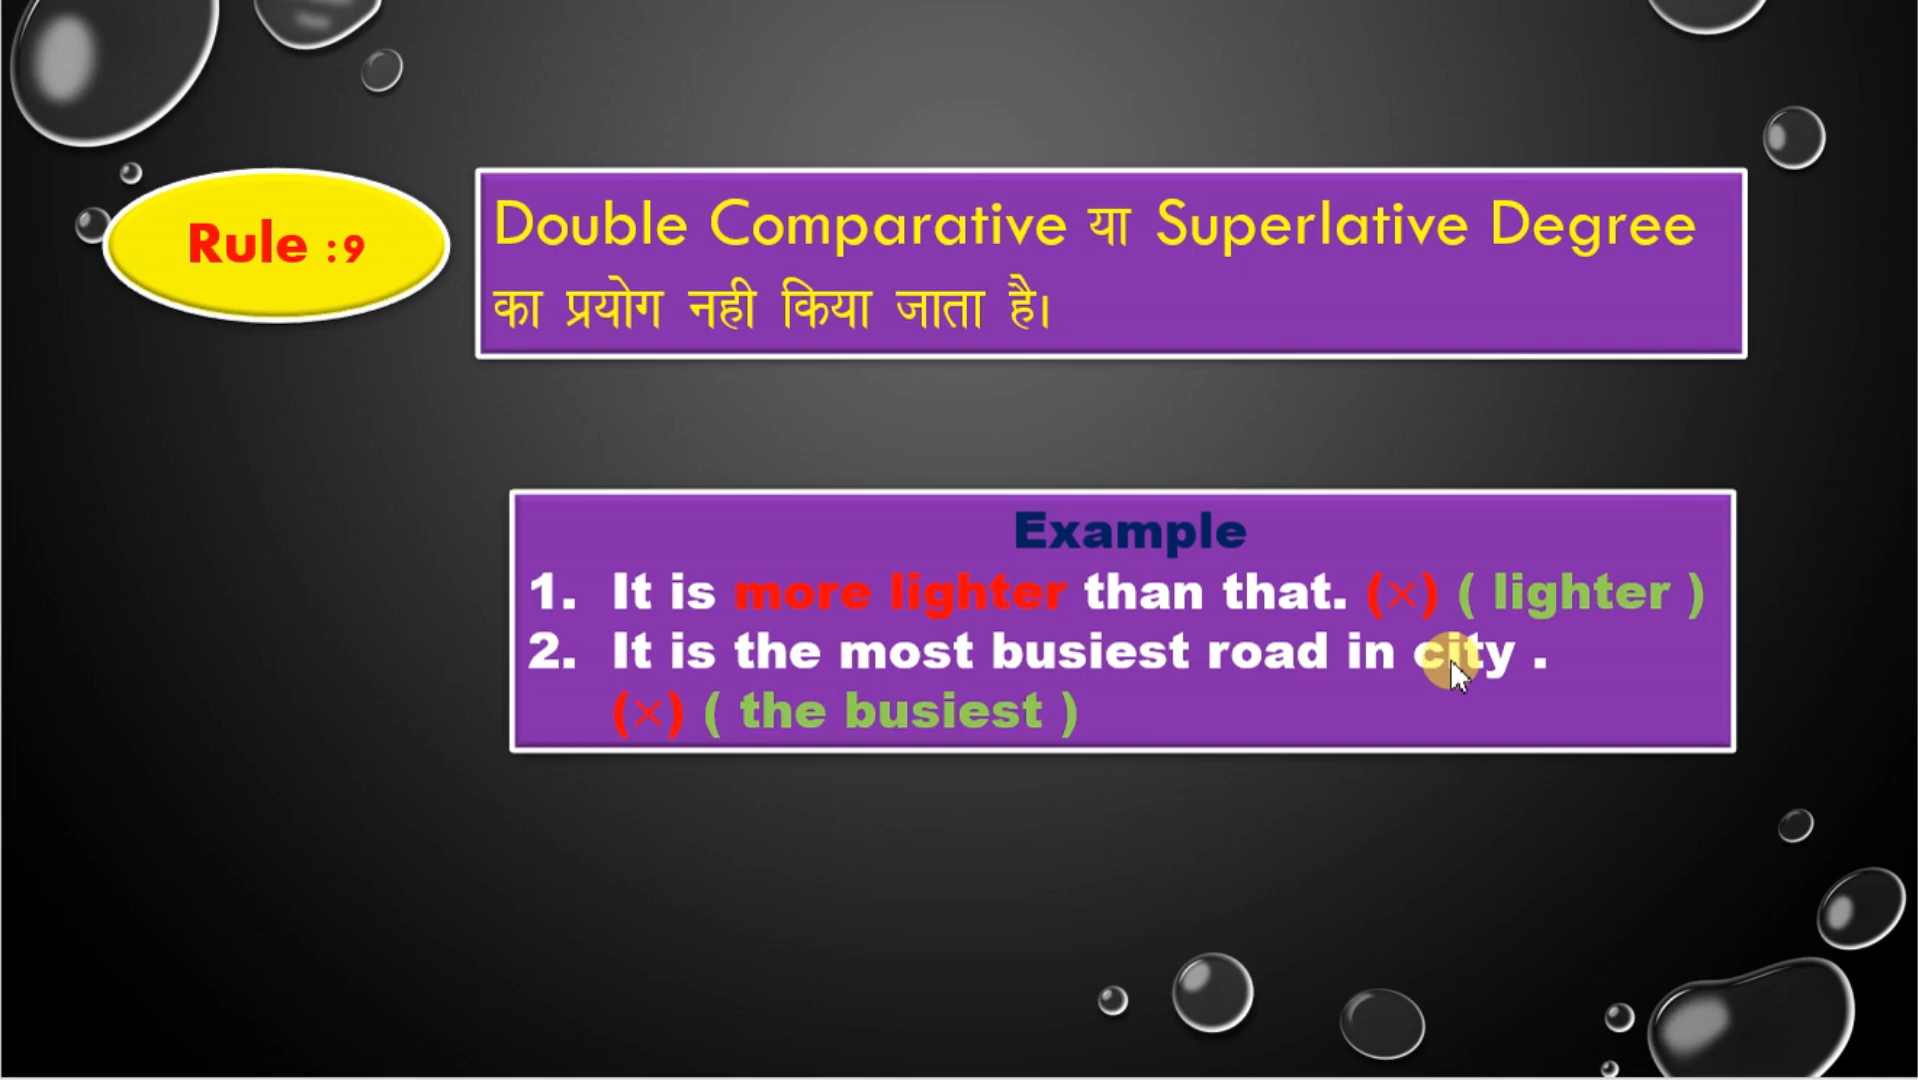 Rule :9
Double Comparative या Superlative Degree
का प्रयोग नही किया जाता है।
Example
1. It is more lighter than that. (×) ( lighter )
2. It is the most busiest road in city .
(×) ( the busiest )